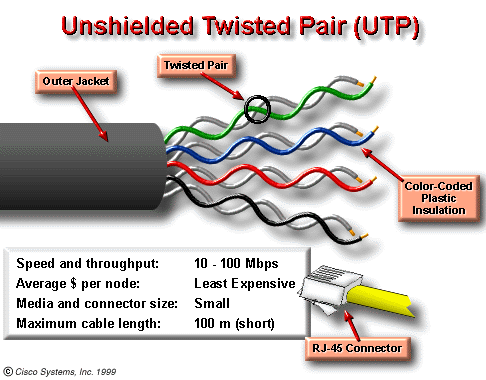 Unshielded Twisted Pair (UTP)
Twisted Pair
Outer Jacket
Color-Coded
Plastic
Insulation
Speed and throughput: 10 - 100 Mbps
Average $ per node: Least Expensive
Media and connector size: Small
Maximum cable length: 100 m (short)
RJ-45 Connector
© Cisco Systems, Inc. 1999